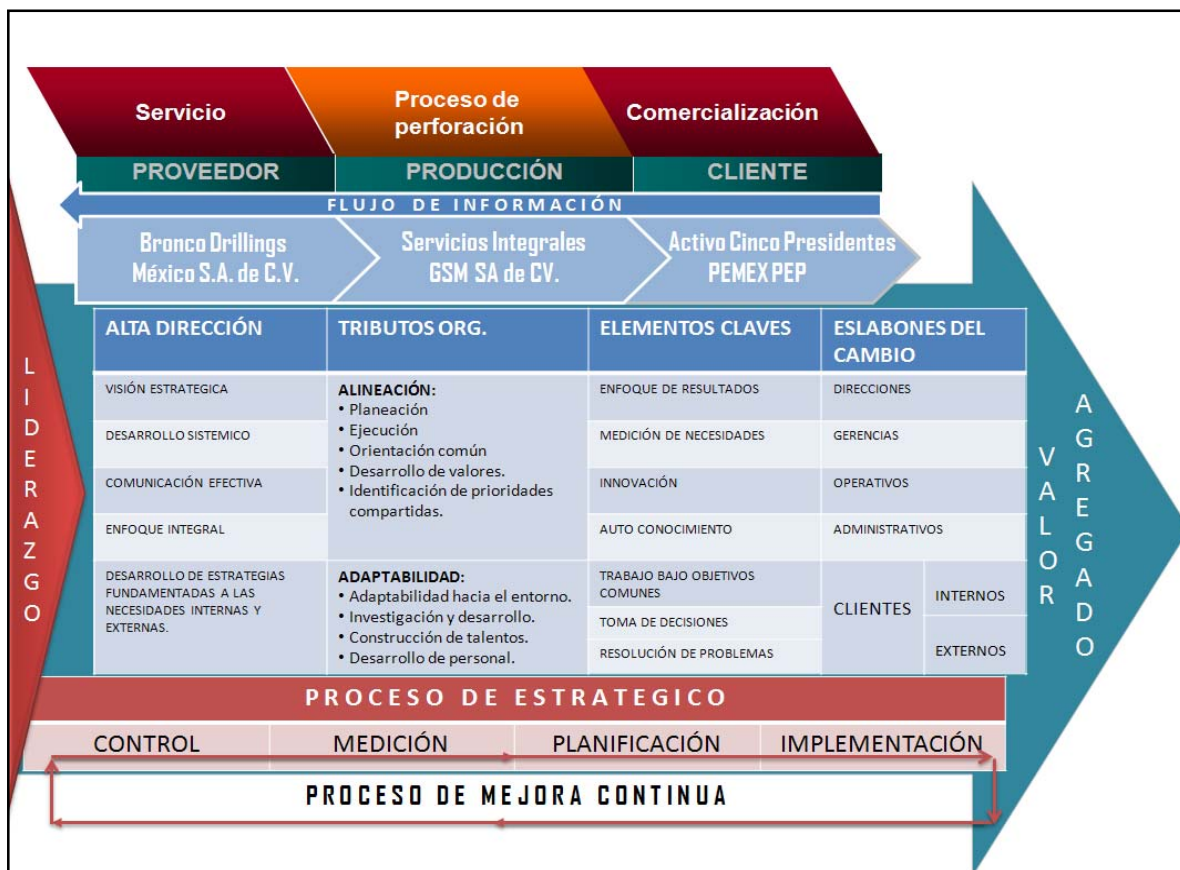 Servicio
Proceso de
perforación
Comercialización
PROVEEDOR
PRODUCCIÓN
CLIENTE
FLUJO DE INFORMACIÓN
Bronco Drillings
México S.A. de C.V.
Servicios Integrales
GSM SA de CV.
Activo Cinco Presidentes
PEMEX PEP
LIDERAZGO
ALTA DIRECCIÓN
TRIBUTOS ORG.
ELEMENTOS CLAVES
ESLABONES DEL
CAMBIO
VISIÓN ESTRATEGICA
DESARROLLO SISTEMICO
COMUNICACIÓN EFECTIVA
ENFOQUE INTEGRAL
DESARROLLO DE ESTRATEGIAS
FUNDAMENTADAS A LAS
NECESIDADES INTERNAS Y
EXTERNAS.
ALINEACIÓN:
• Planeación
• Ejecución
• Orientación común
• Desarrollo de valores.
• Identificación de prioridades
compartidas.
ADAPTABILIDAD:
• Adaptabilidad hacia el entorno.
• Investigación y desarrollo.
• Construcción de talentos.
• Desarrollo de personal.
ENFOQUE DE RESULTADOS
MEDICIÓN DE NECESIDADES
INNOVACIÓN
AUTO CONOCIMIENTO
TRABAJO BAJO OBJETIVOS
COMUNES
TOMA DE DECISIONES
RESOLUCIÓN DE PROBLEMAS
DIRECCIONES
GERENCIAS
OPERATIVOS
ADMINISTRATIVOS
CLIENTES
INTERNOS
EXTERNOS
VALOR
AGREGADO
PROCESO DE ESTRATEGICO
CONTROL
MEDICIÓN
PLANIFICACIÓN
IMPLEMENTACIÓN
PROCESO DE MEJORA CONTINUA